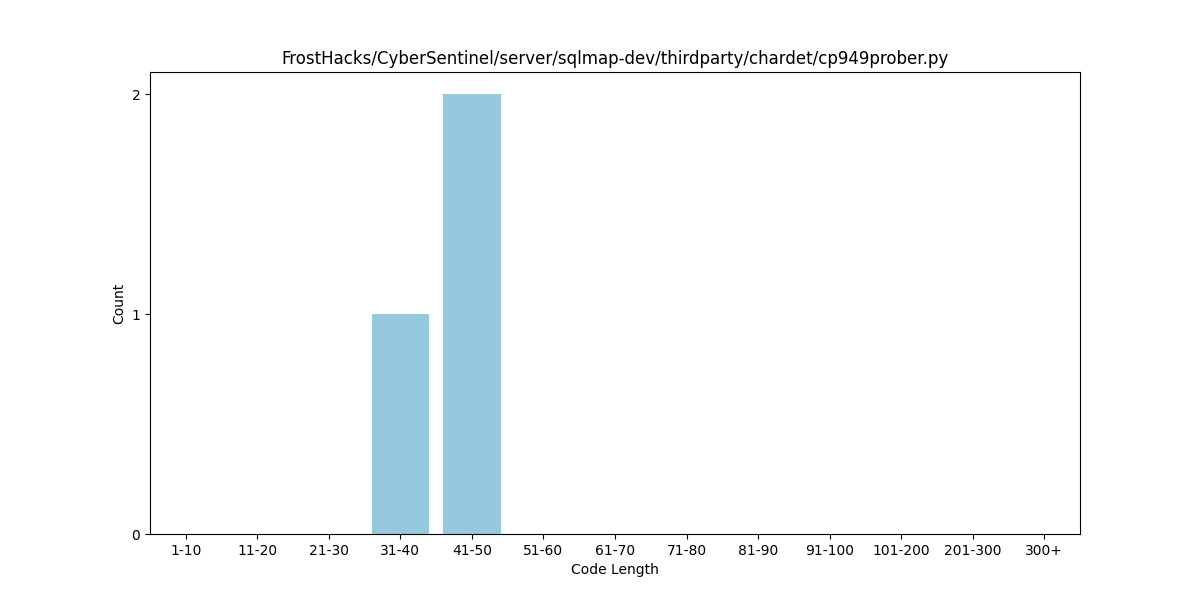 FrostHacks/CyberSentinel/server/sqlmap-dev/thirdparty/chardet/cp949prober.py
2
1
0
Count
1-10 11-20 21-30 31-40 41-50 51-60 61-70 71-80 81-90 91-100 101-200 201-300 300+
Code Length